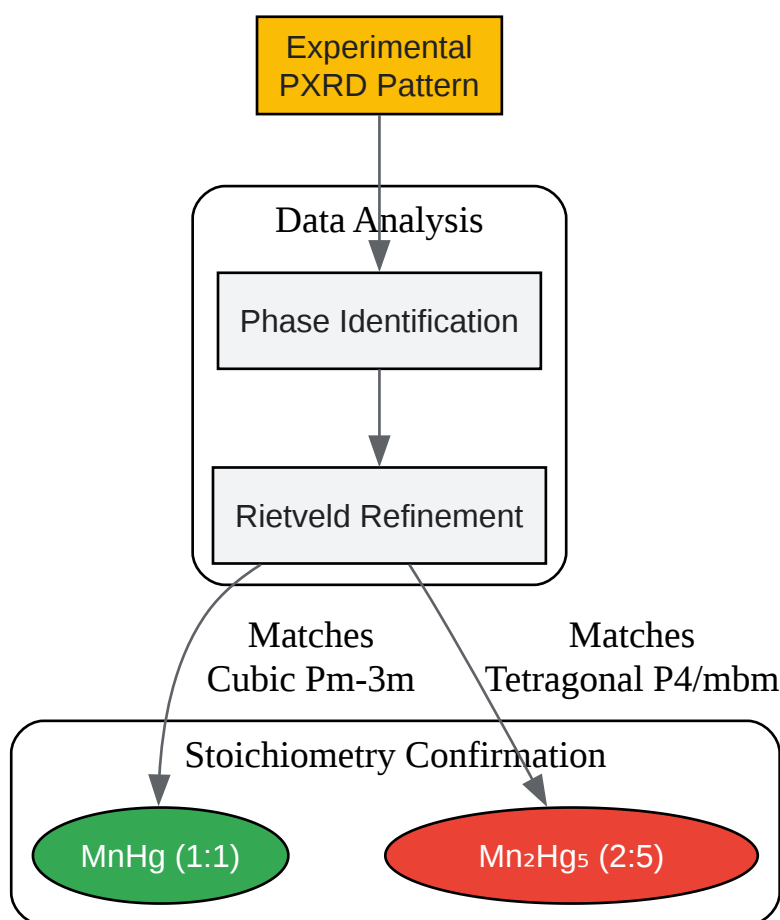 Experimental
PXRD Pattern
Data Analysis
Phase Identification
Rietveld Refinement
Matches
Cubic Pm-3m
Matches
Tetragonal P4/mbm
Stoichiometry Confirmation
MnHg (1:1)
Mn₂Hg₅ (2:5)